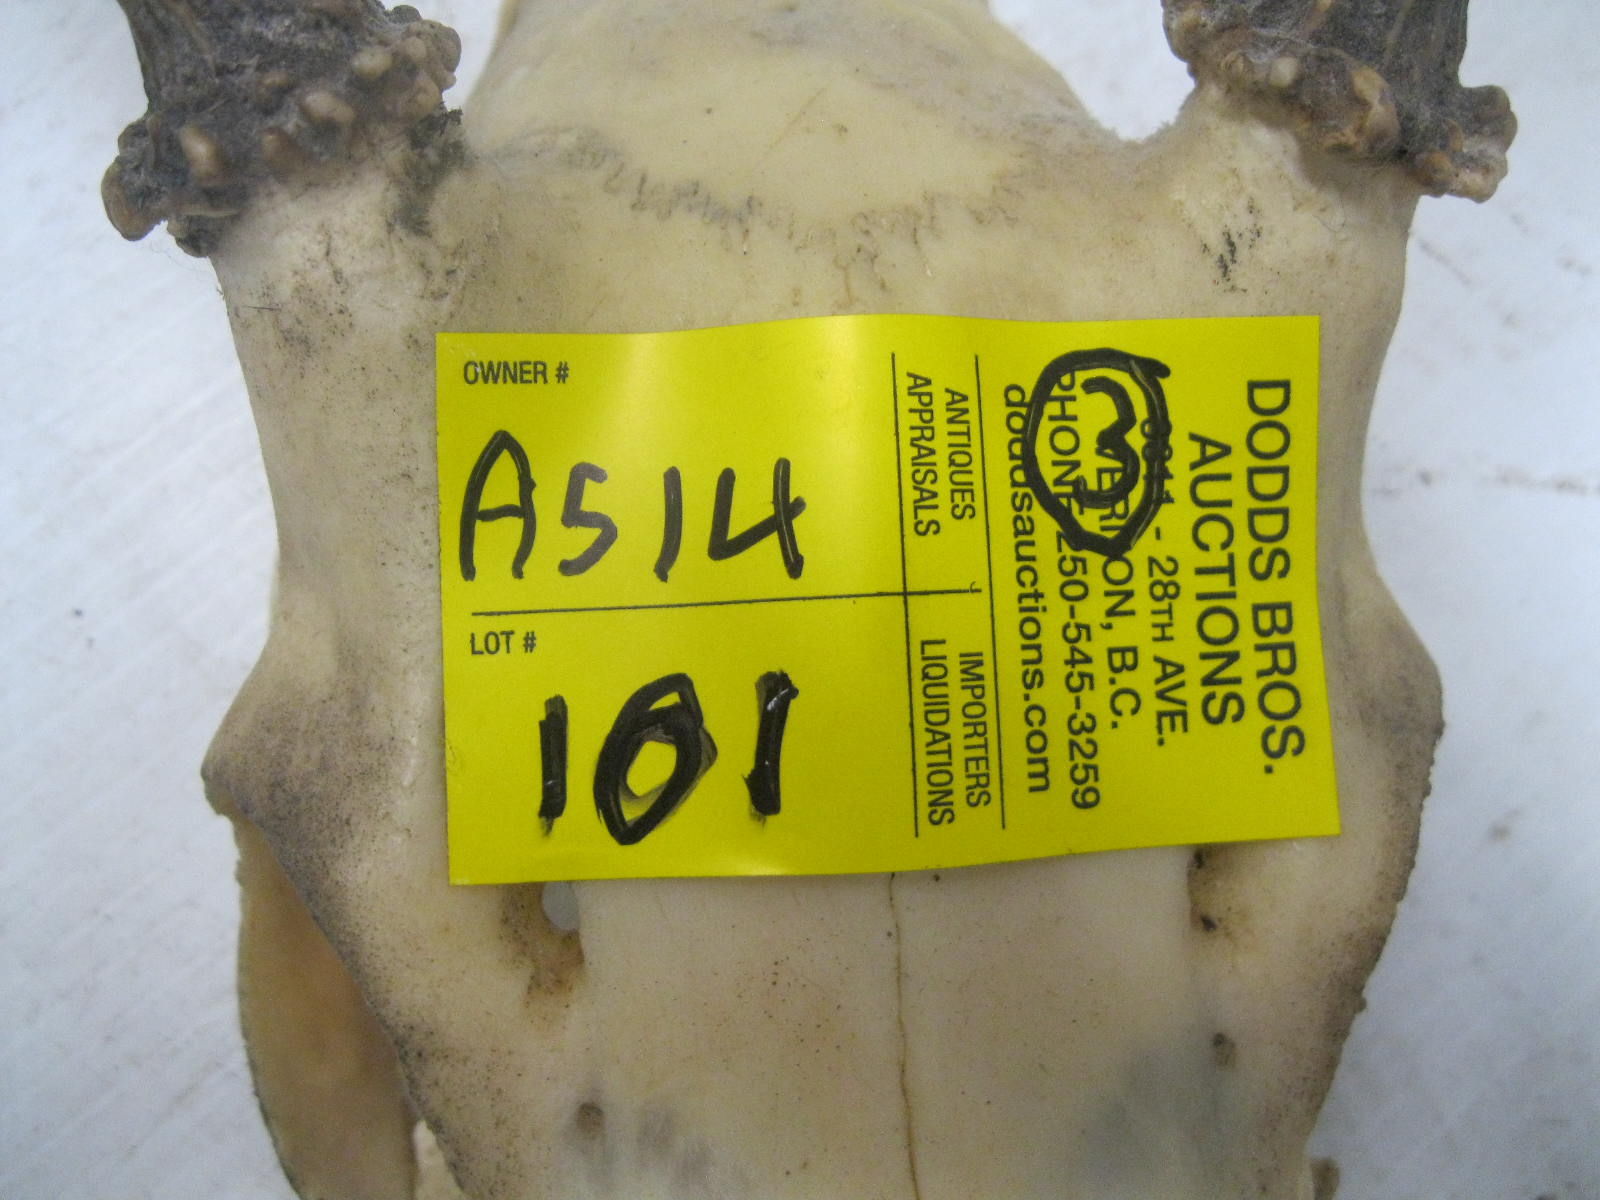 OWNER #
A514
LOT #
101
DODDS BROS.
AUCTIONS
- 28TH AVE.
B.C.
PHONE 250-545-3259
doddsauctions.com
3
ANTIQUES
APPRAISALS
IMPORTERS
LIQUIDATIONS